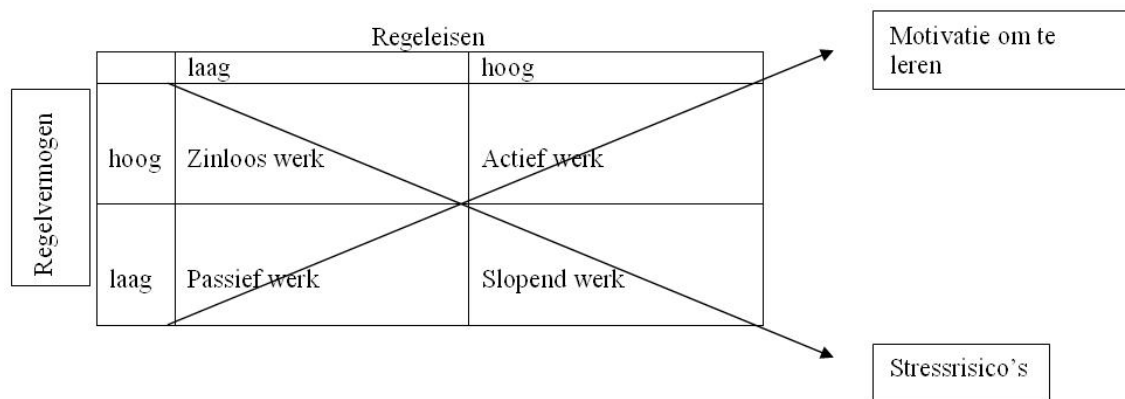 Regeleisen
Motivatie om te
leren
laag hoog
Regelvermogen
hoog Zinloos werk Actief werk
laag Passief werk Slopend werk
Stressrisico’s